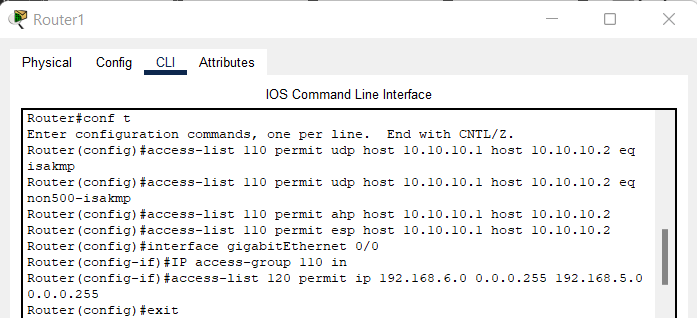 Router1
Physical Config CLI Attributes
IOS Command Line Interface
Router#conf t
Enter configuration commands, one per line.  End with CNTL/Z.
Router(config)#access-list 110 permit udp host 10.10.10.1 host 10.10.10.2 eq
isakmp
Router(config)#access-list 110 permit udp host 10.10.10.1 host 10.10.10.2 eq
non500-isakmp
Router(config)#access-list 110 permit ahp host 10.10.10.1 host 10.10.10.2
Router(config)#access-list 110 permit esp host 10.10.10.1 host 10.10.10.2
Router(config)#interface gigabitEthernet 0/0
Router(config-if)#IP access-group 110 in
Router(config-if)#access-list 120 permit ip 192.168.6.0 0.0.0.255 192.168.5.0
0.0.0.255
Router(config)#exit